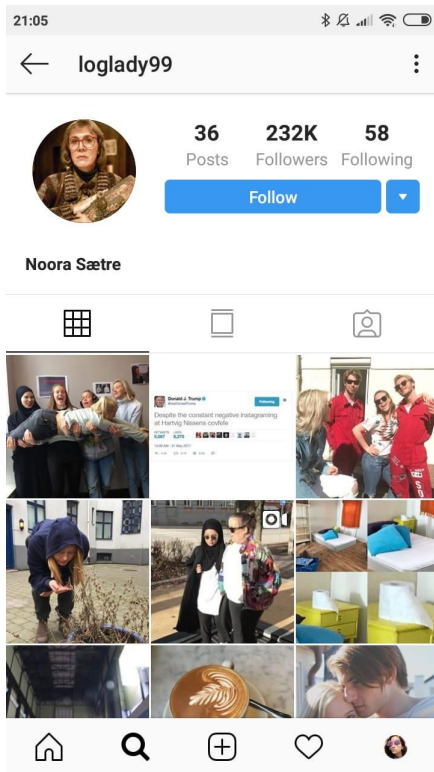 21:05
loglady99
36 232K 58
Posts Followers Following
Follow
Noora Sætre
Donald J. Trump
Following
Despite the constant negative instagraming
at Hartvig Nissens covfefe